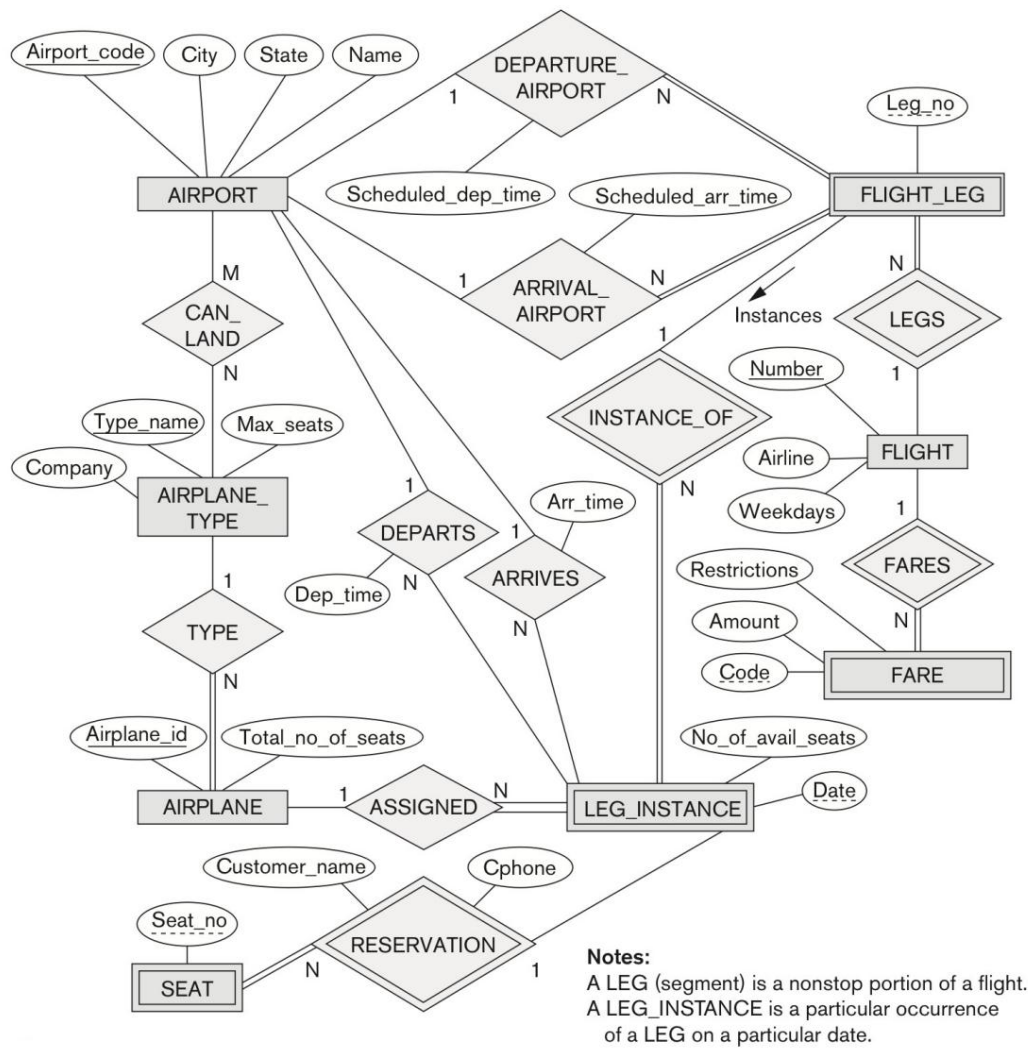 Airport_code
City
State
Name
DEPARTURE_
AIRPORT
1
N
Leg_no
Scheduled_dep_time
Scheduled_arr_time
AIRPORT
FLIGHT_LEG
M
1
ARRIVAL_
AIRPORT
N
N
CAN_
LAND
Instances
LEGS
N
1
1
Number
Type_name
Max_seats
INSTANCE_OF
Company
FLIGHT
Airline
AIRPLANE_
TYPE
1
Arr_time
N
Weekdays
DEPARTS
1
1
ARRIVES
Restrictions
FARES
Dep_time
N
1
TYPE
N
Amount
N
N
Code
FARE
Airplane_id
Total_no_of_seats
No_of_avail_seats
AIRPLANE
1
ASSIGNED
N
LEG_INSTANCE
Date
Customer_name
Cphone
Seat_no
RESERVATION
N
1
SEAT
Notes:
A LEG (segment) is a nonstop portion of a flight.
A LEG_INSTANCE is a particular occurrence
of a LEG on a particular date.